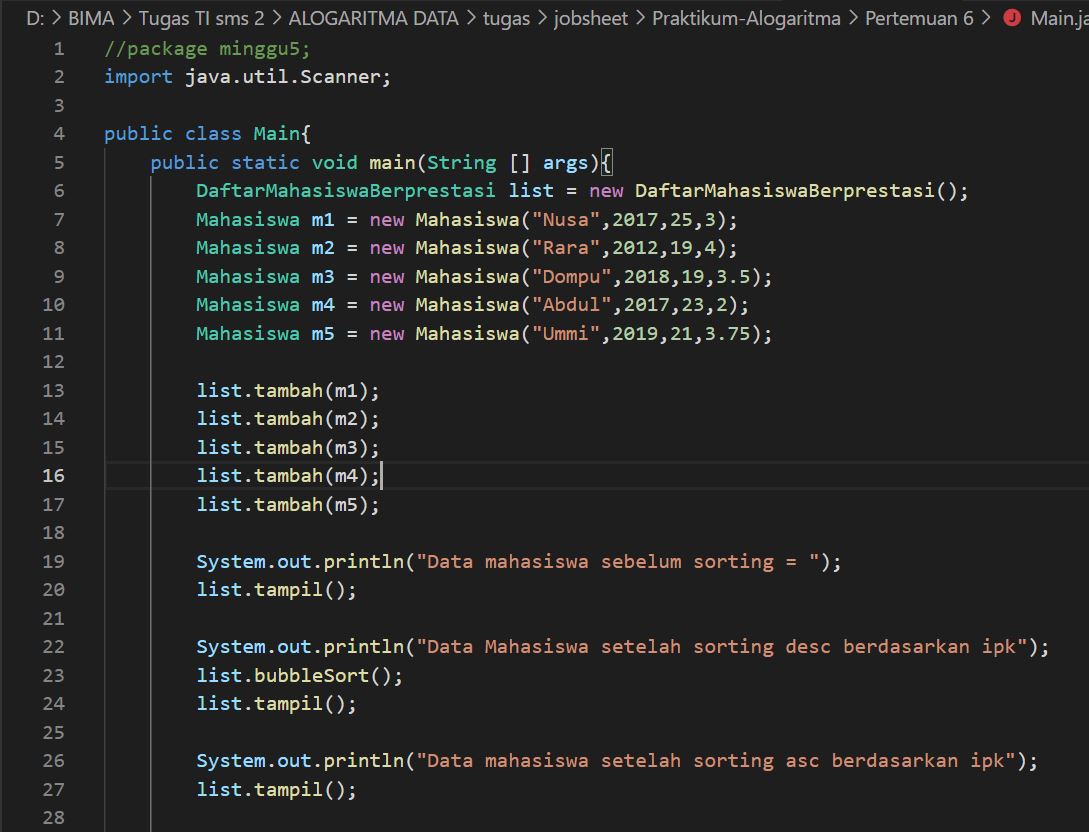 D: > BIMA > Tugas TI sms 2 > ALOGARITMA DATA > tugas > jobsheet > Praktikum-Alogaritma > Pertemuan 6 > J Main.ja
1 //package minggu5;
2 import java.util.Scanner;
3
4 public class Main{
5     public static void main(String [] args){
6         DaftarMahasiswaBerprestasi list = new DaftarMahasiswaBerprestasi();
7         Mahasiswa m1 = new Mahasiswa("Nusa",2017,25,3);
8         Mahasiswa m2 = new Mahasiswa("Rara",2012,19,4);
9         Mahasiswa m3 = new Mahasiswa("Dompu",2018,19,3.5);
10         Mahasiswa m4 = new Mahasiswa("Abdul",2017,23,2);
11         Mahasiswa m5 = new Mahasiswa("Ummi",2019,21,3.75);
12
13         list.tambah(m1);
14         list.tambah(m2);
15         list.tambah(m3);
16         list.tambah(m4);
17         list.tambah(m5);
18
19         System.out.println("Data mahasiswa sebelum sorting = ");
20         list.tampil();
21
22         System.out.println("Data Mahasiswa setelah sorting desc berdasarkan ipk");
23         list.bubbleSort();
24         list.tampil();
25
26         System.out.println("Data mahasiswa setelah sorting asc berdasarkan ipk");
27         list.tampil();
28